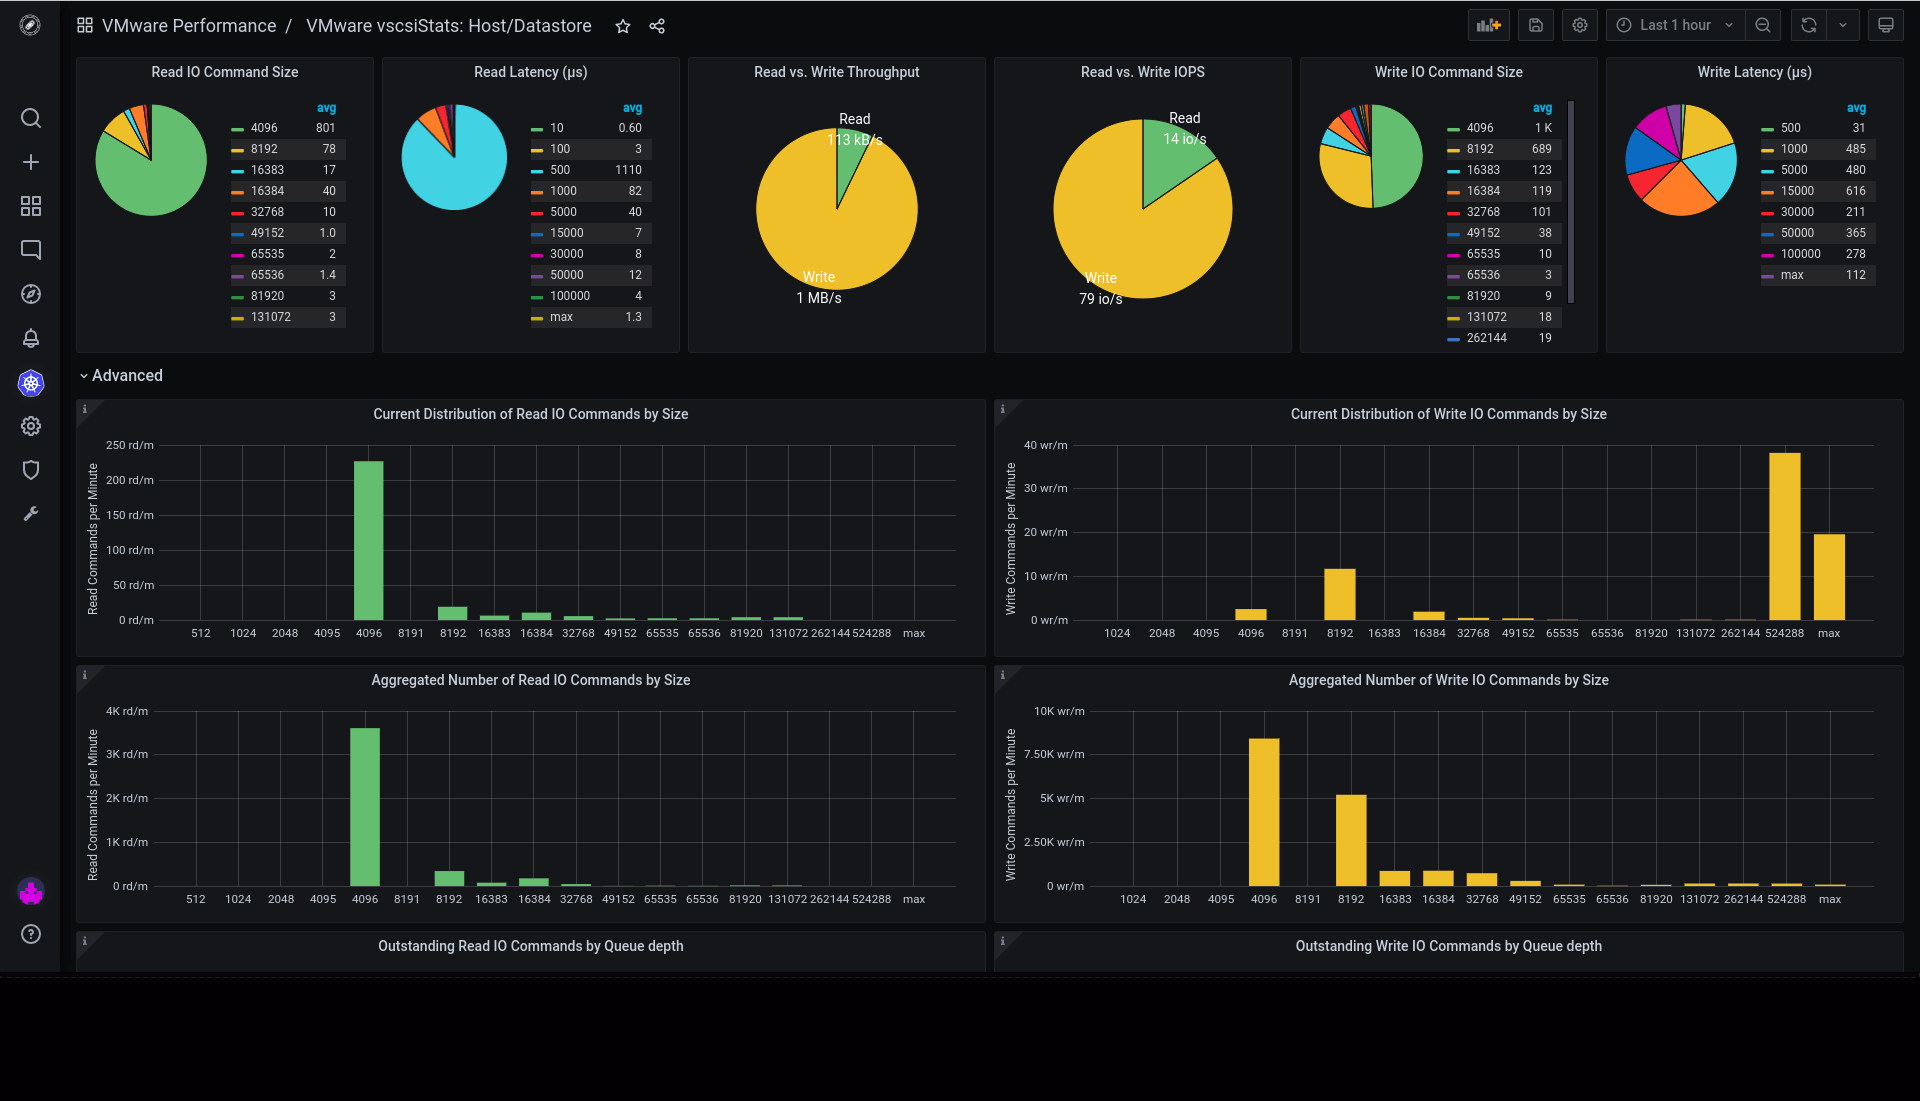 VMware Performance / VMware vscsiStats: Host/Datastore
Last 1 hour
Read IO Command Size
avg
4096 801
8192 78
16383 17
16384 40
32768 10
49152 1.0
65535 2
65536 1.4
81920 3
131072 3
Read Latency (µs)
avg
10 0.60
100 3
500 1110
1000 82
5000 40
15000 7
30000 8
50000 12
100000 4
max 1.3
Read vs. Write Throughput
Read
113 kB/s
Write
1 MB/s
Read vs. Write IOPS
Read
14 io/s
Write
79 io/s
Write IO Command Size
avg
4096 1 K
8192 689
16383 123
16384 119
32768 101
49152 38
65535 10
65536 3
81920 9
131072 18
262144 19
Write Latency (µs)
avg
500 31
1000 485
5000 480
15000 616
30000 211
50000 365
100000 278
max 112
Advanced
i
Current Distribution of Read IO Commands by Size
Read Commands per Minute
250 rd/m
200 rd/m
150 rd/m
100 rd/m
50 rd/m
0 rd/m
512 1024 2048 4095 4096 8191 8192 16383 16384 32768 49152 65535 65536 81920 131072 262144 524288 max
i
Current Distribution of Write IO Commands by Size
Write Commands per Minute
40 wr/m
30 wr/m
20 wr/m
10 wr/m
0 wr/m
1024 2048 4095 4096 8191 8192 16383 16384 32768 49152 65535 65536 81920 131072 262144 524288 max
i
Aggregated Number of Read IO Commands by Size
Read Commands per Minute
4K rd/m
3K rd/m
2K rd/m
1K rd/m
0 rd/m
512 1024 2048 4095 4096 8191 8192 16383 16384 32768 49152 65535 65536 81920 131072 262144 524288 max
i
Aggregated Number of Write IO Commands by Size
Write Commands per Minute
10K wr/m
7.50K wr/m
5K wr/m
2.50K wr/m
0 wr/m
1024 2048 4095 4096 8191 8192 16383 16384 32768 49152 65535 65536 81920 131072 262144 524288 max
i
Outstanding Read IO Commands by Queue depth
i
Outstanding Write IO Commands by Queue depth